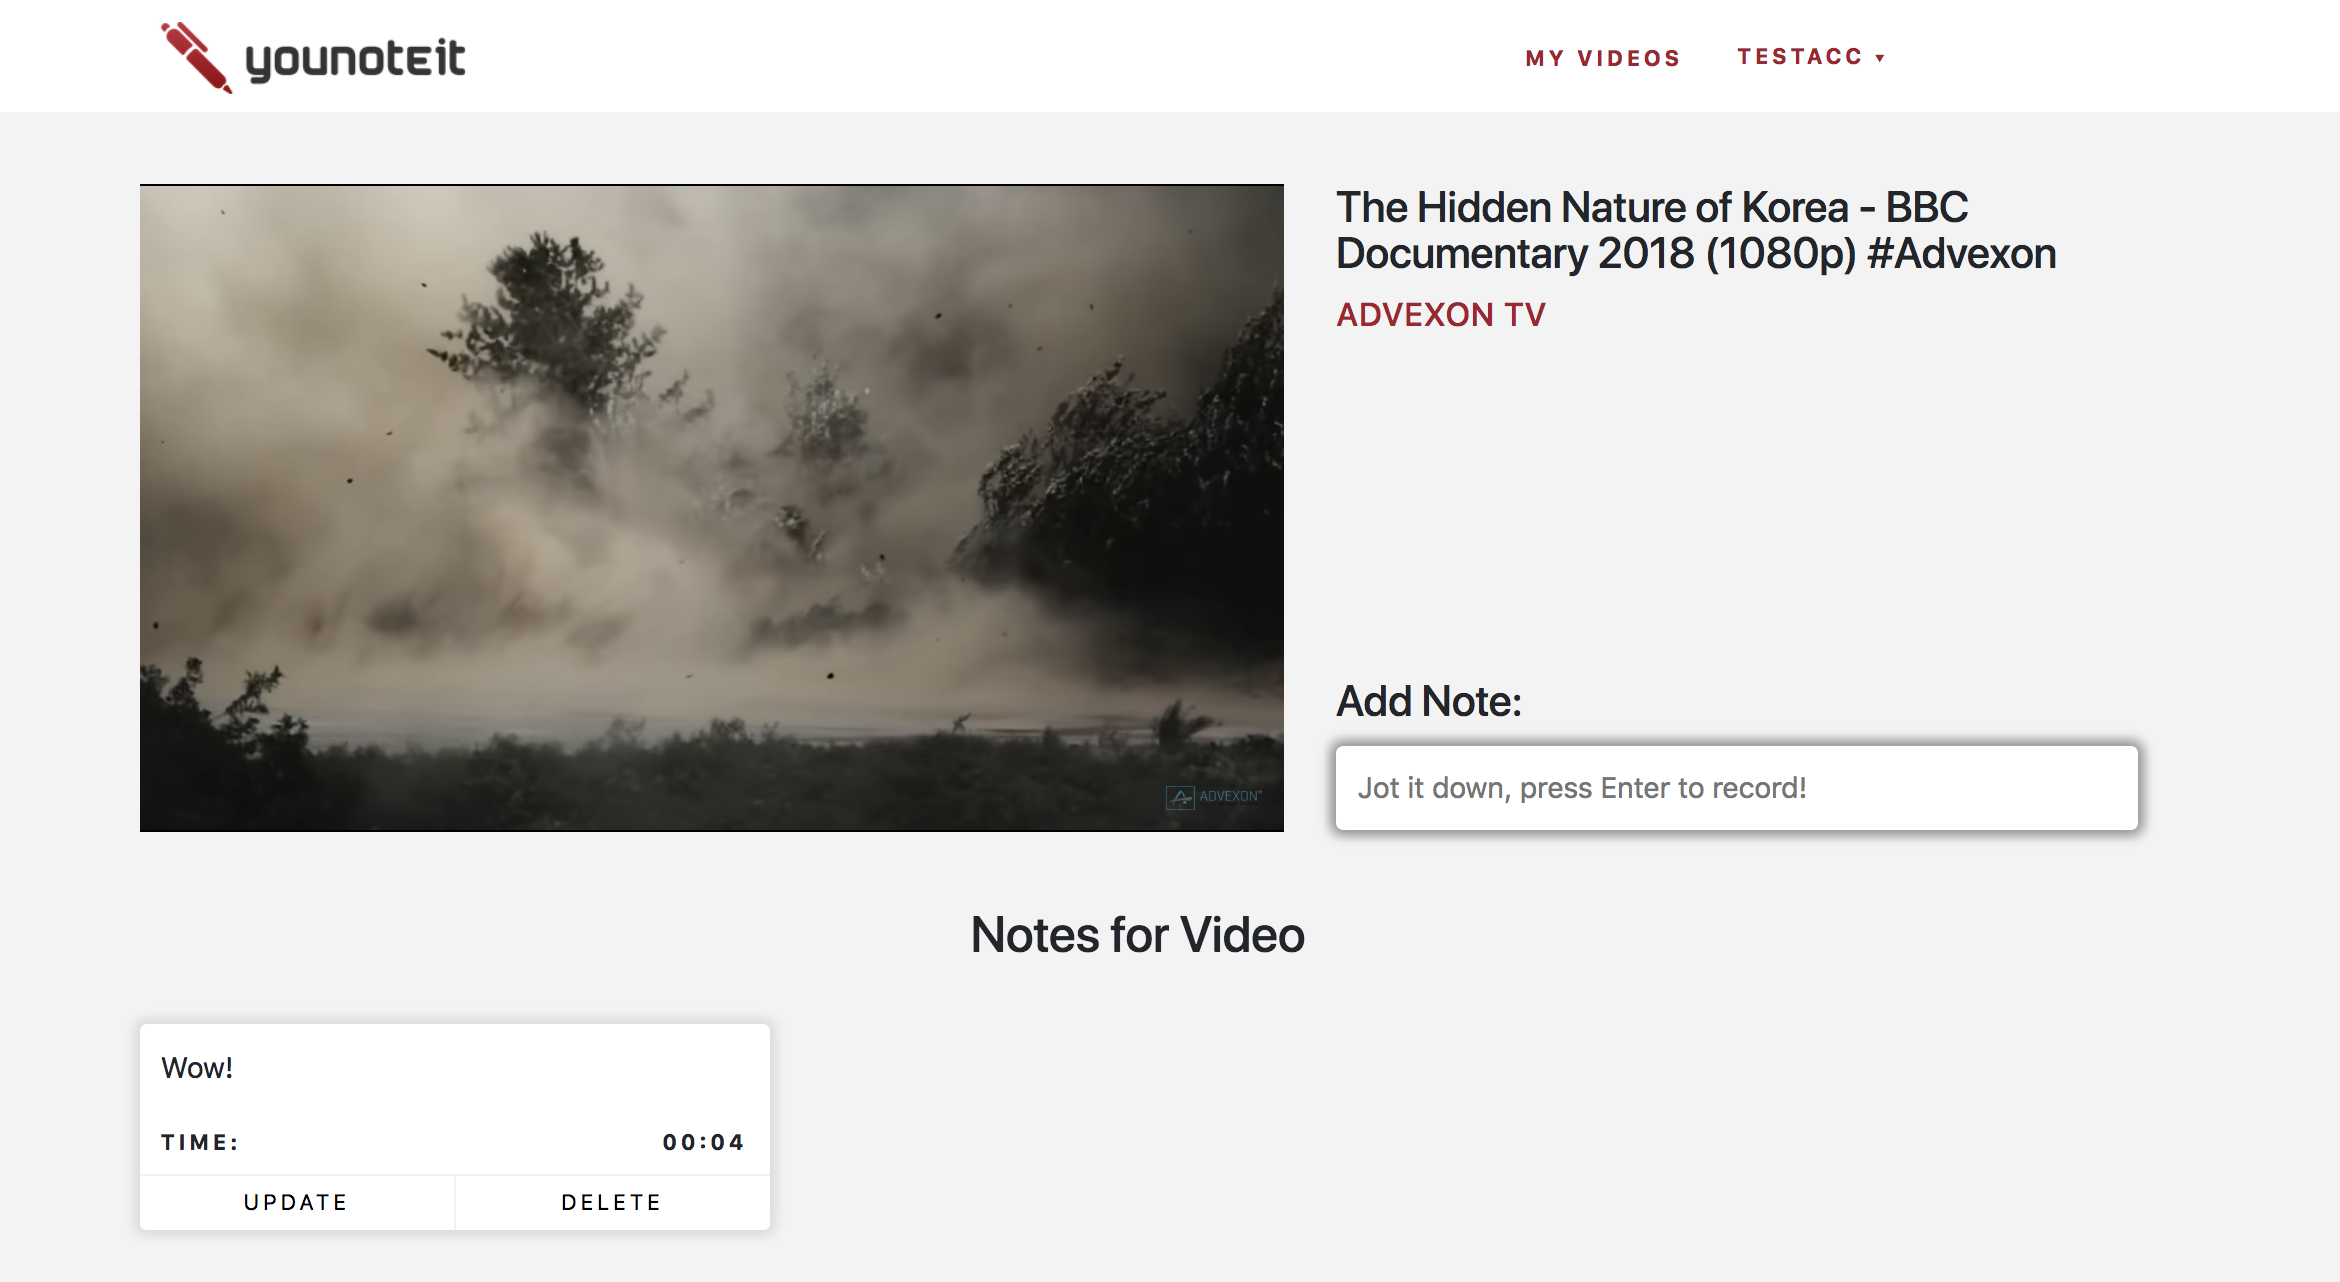 younoteit
MY VIDEOS
TESTACC ▾
The Hidden Nature of Korea - BBC
Documentary 2018 (1080p) #Advexon
ADVEXON TV
ADVEXON
Add Note:
Jot it down, press Enter to record!
Notes for Video
Wow!
TIME: 00:04
UPDATE DELETE